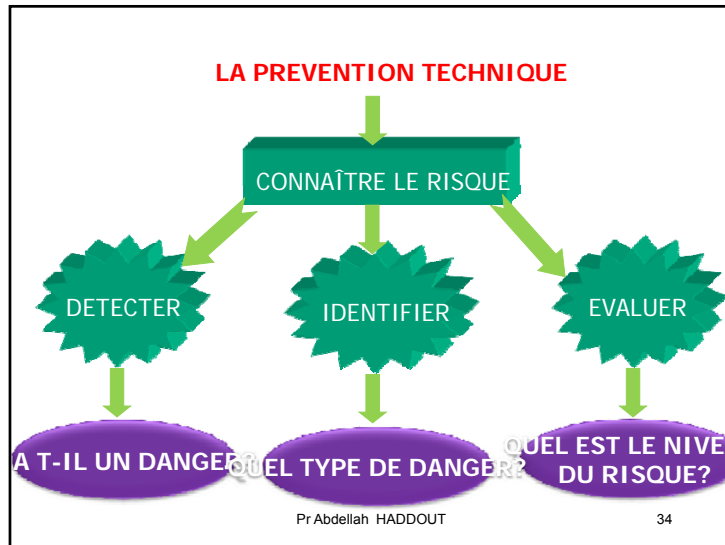 LA PREVENTION TECHNIQUE
CONNAÎTRE LE RISQUE
DETECTER
IDENTIFIER
EVALUER
A T-IL UN DANGER?
QUEL TYPE DE DANGER?
QUEL EST LE NIVE
DU RISQUE?
Pr Abdellah HADDOUT
34